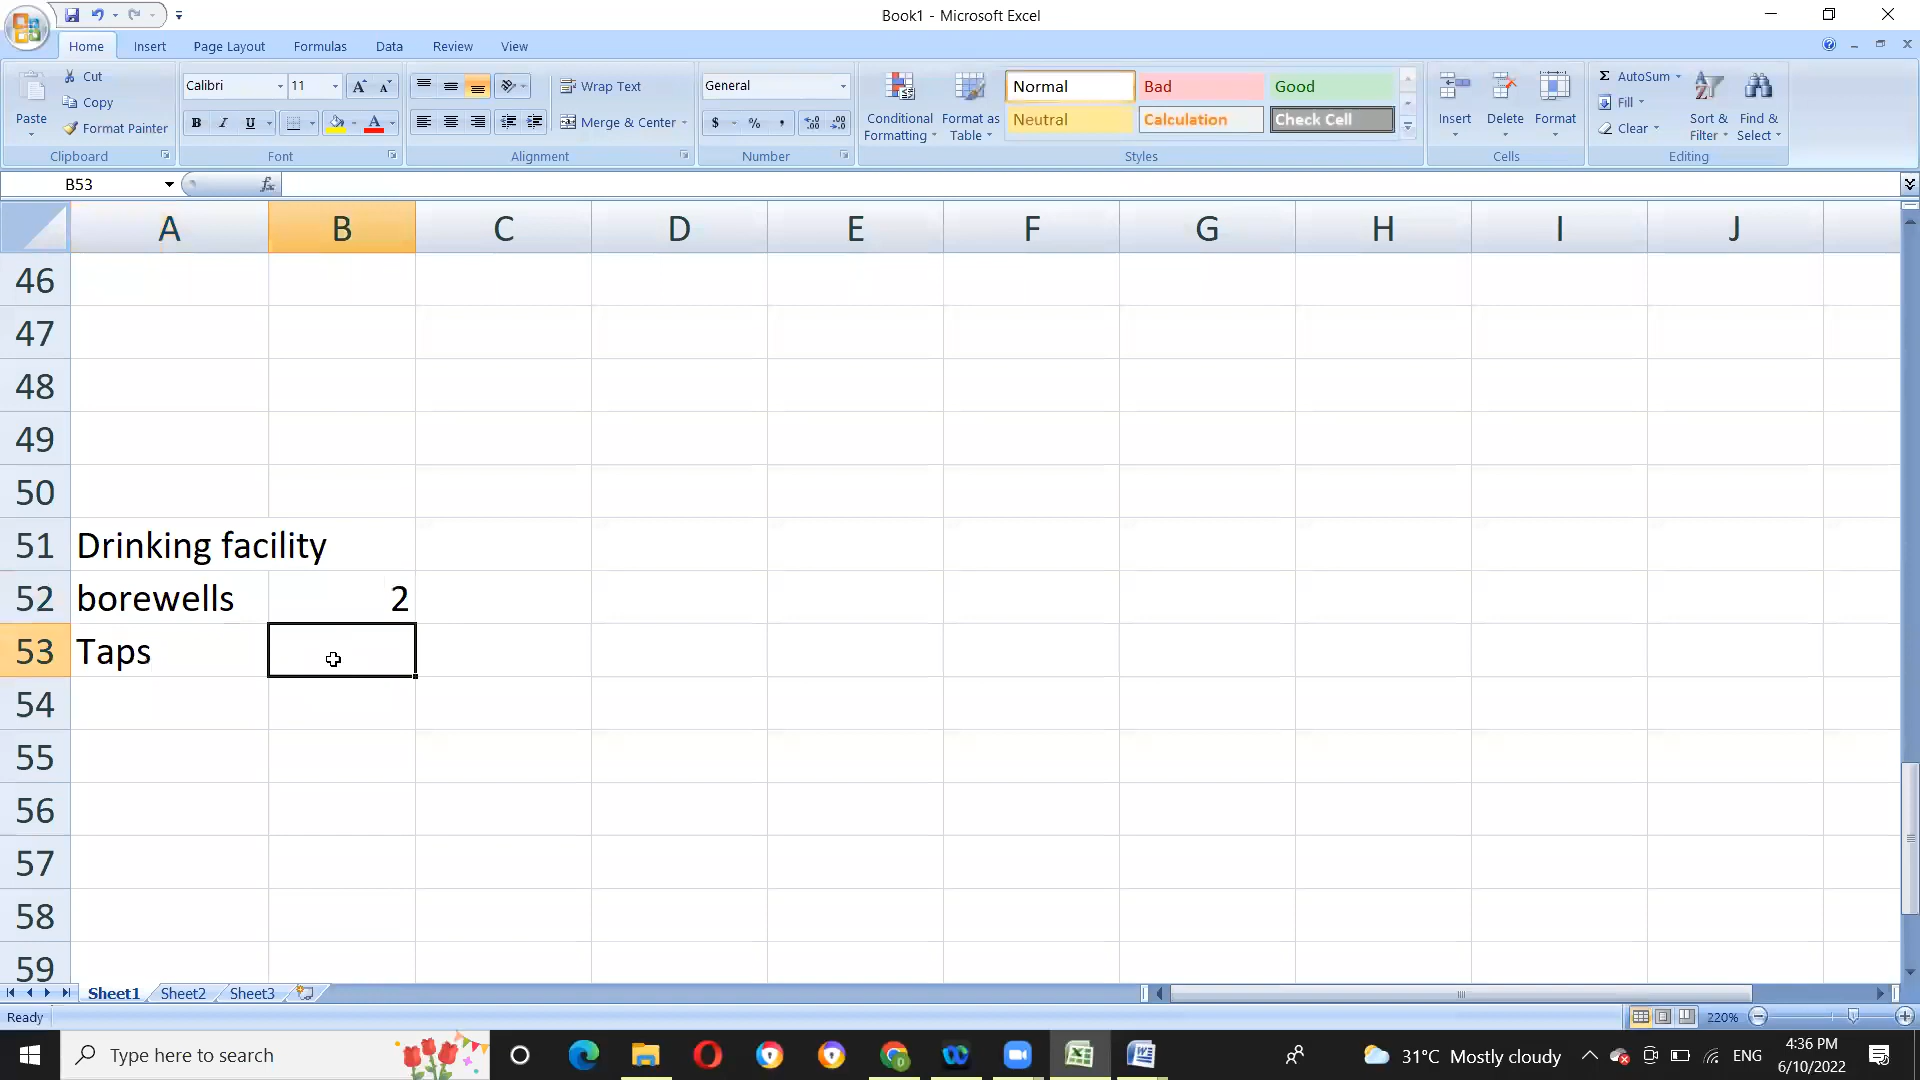 Book1 - Microsoft Excel
Home Insert Page Layout Formulas Data Review View
Paste
Cut
Copy
Format Painter
Clipboard
Calibri 11
B I U
Font
Wrap Text
Merge & Center
Alignment
General
$ % ,
Number
Conditional Formatting
Format as Table
Normal Bad Good
Neutral Calculation Check Cell
Styles
Insert Delete Format
Cells
Σ AutoSum
Fill
Clear
Sort & Filter
Find & Select
Editing
B53 fx
A B C D E F G H I J
46
47
48
49
50
51 Drinking facility
52 borewells 2
53 Taps
54
55
56
57
58
59
Sheet1 Sheet2 Sheet3
Ready 220%
Type here to search
31°C Mostly cloudy
ENG
4:36 PM
6/10/2022